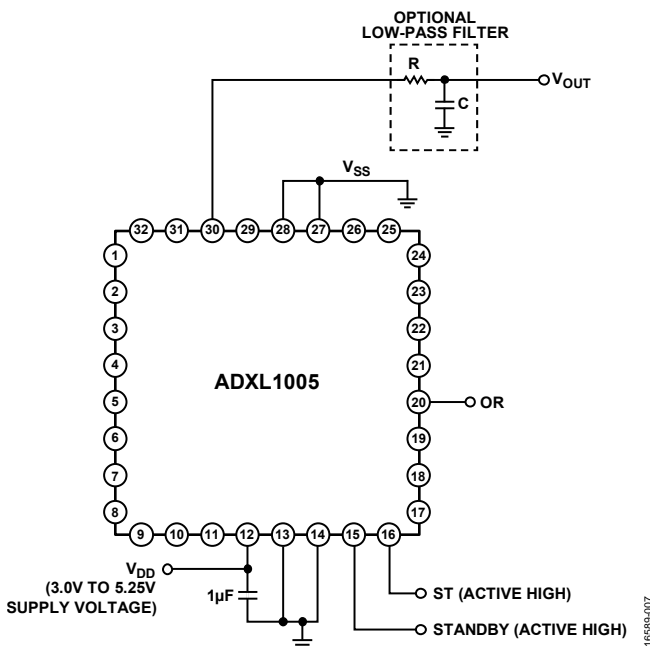 OPTIONAL
LOW-PASS FILTER
R
C
VOUT
VSS
32 31 30 29 28 27 26 25
1
2
3
4
5
6
7
8
24
23
22
21
20
19
18
17
ADXL1005
OR
9 10 11 12 13 14 15 16
VDD
(3.0V TO 5.25V
SUPPLY VOLTAGE)
1µF
ST (ACTIVE HIGH)
STANDBY (ACTIVE HIGH)
16589-007